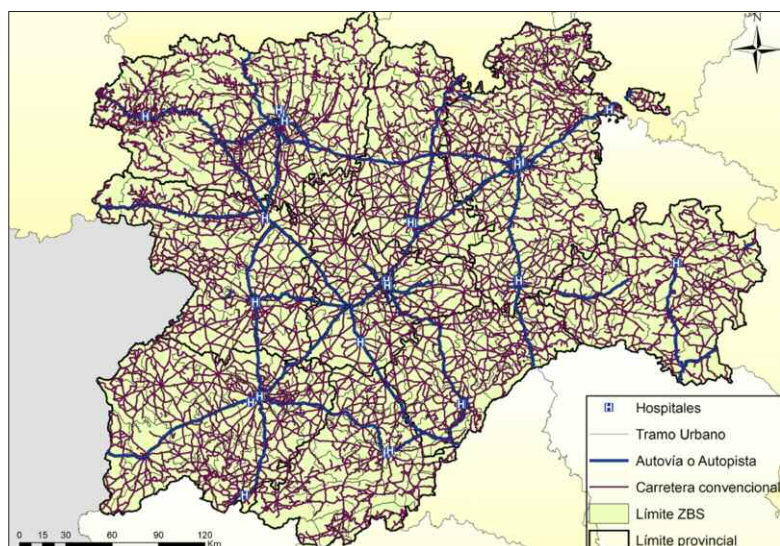 N
Hospitales
Tramo Urbano
Autovía o Autopista
Carretera convencional
Límite ZBS
Límite provincial
0 15 30 60 90 120
Km
H
H
H
H
H
H
H
H
H
H
H
H
H
H